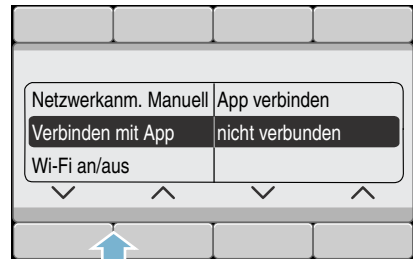 Netzwerkanm. Manuell App verbinden
Verbinden mit App nicht verbunden
Wi-Fi an/aus